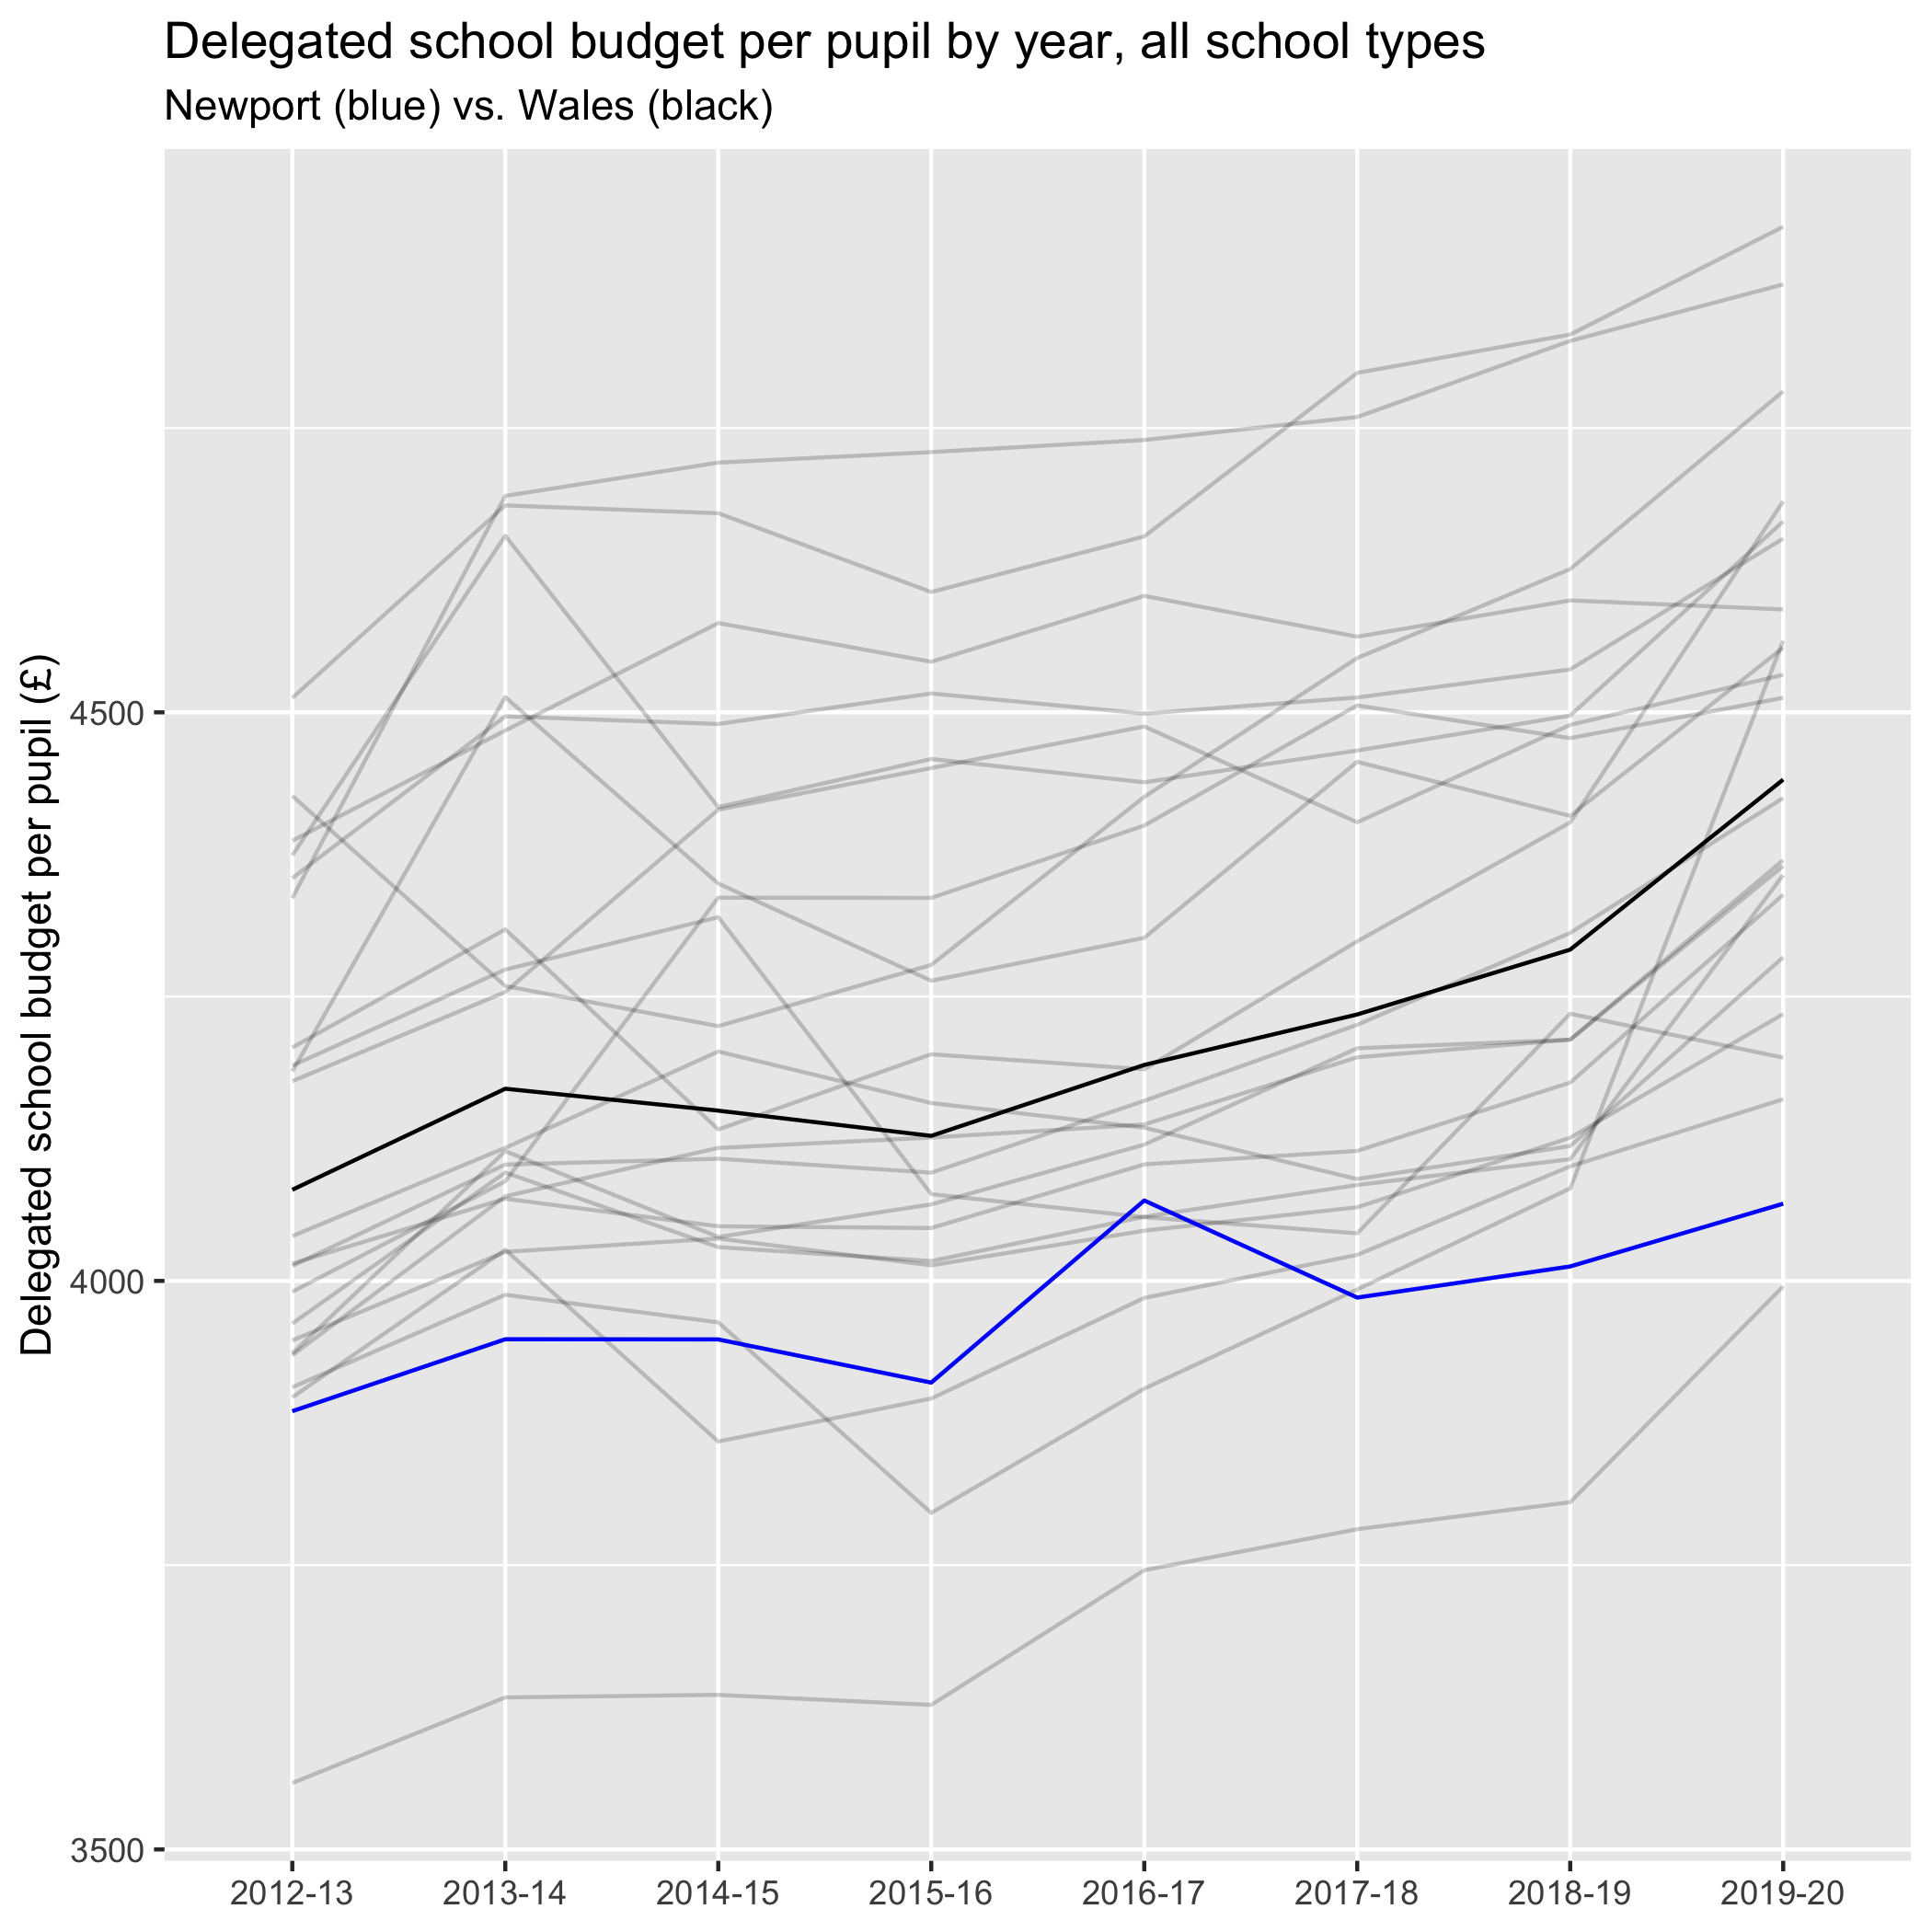 Delegated school budget per pupil by year, all school types
Newport (blue) vs. Wales (black)
Delegated school budget per pupil (£)
4500
4000
3500
2012-13 2013-14 2014-15 2015-16 2016-17 2017-18 2018-19 2019-20